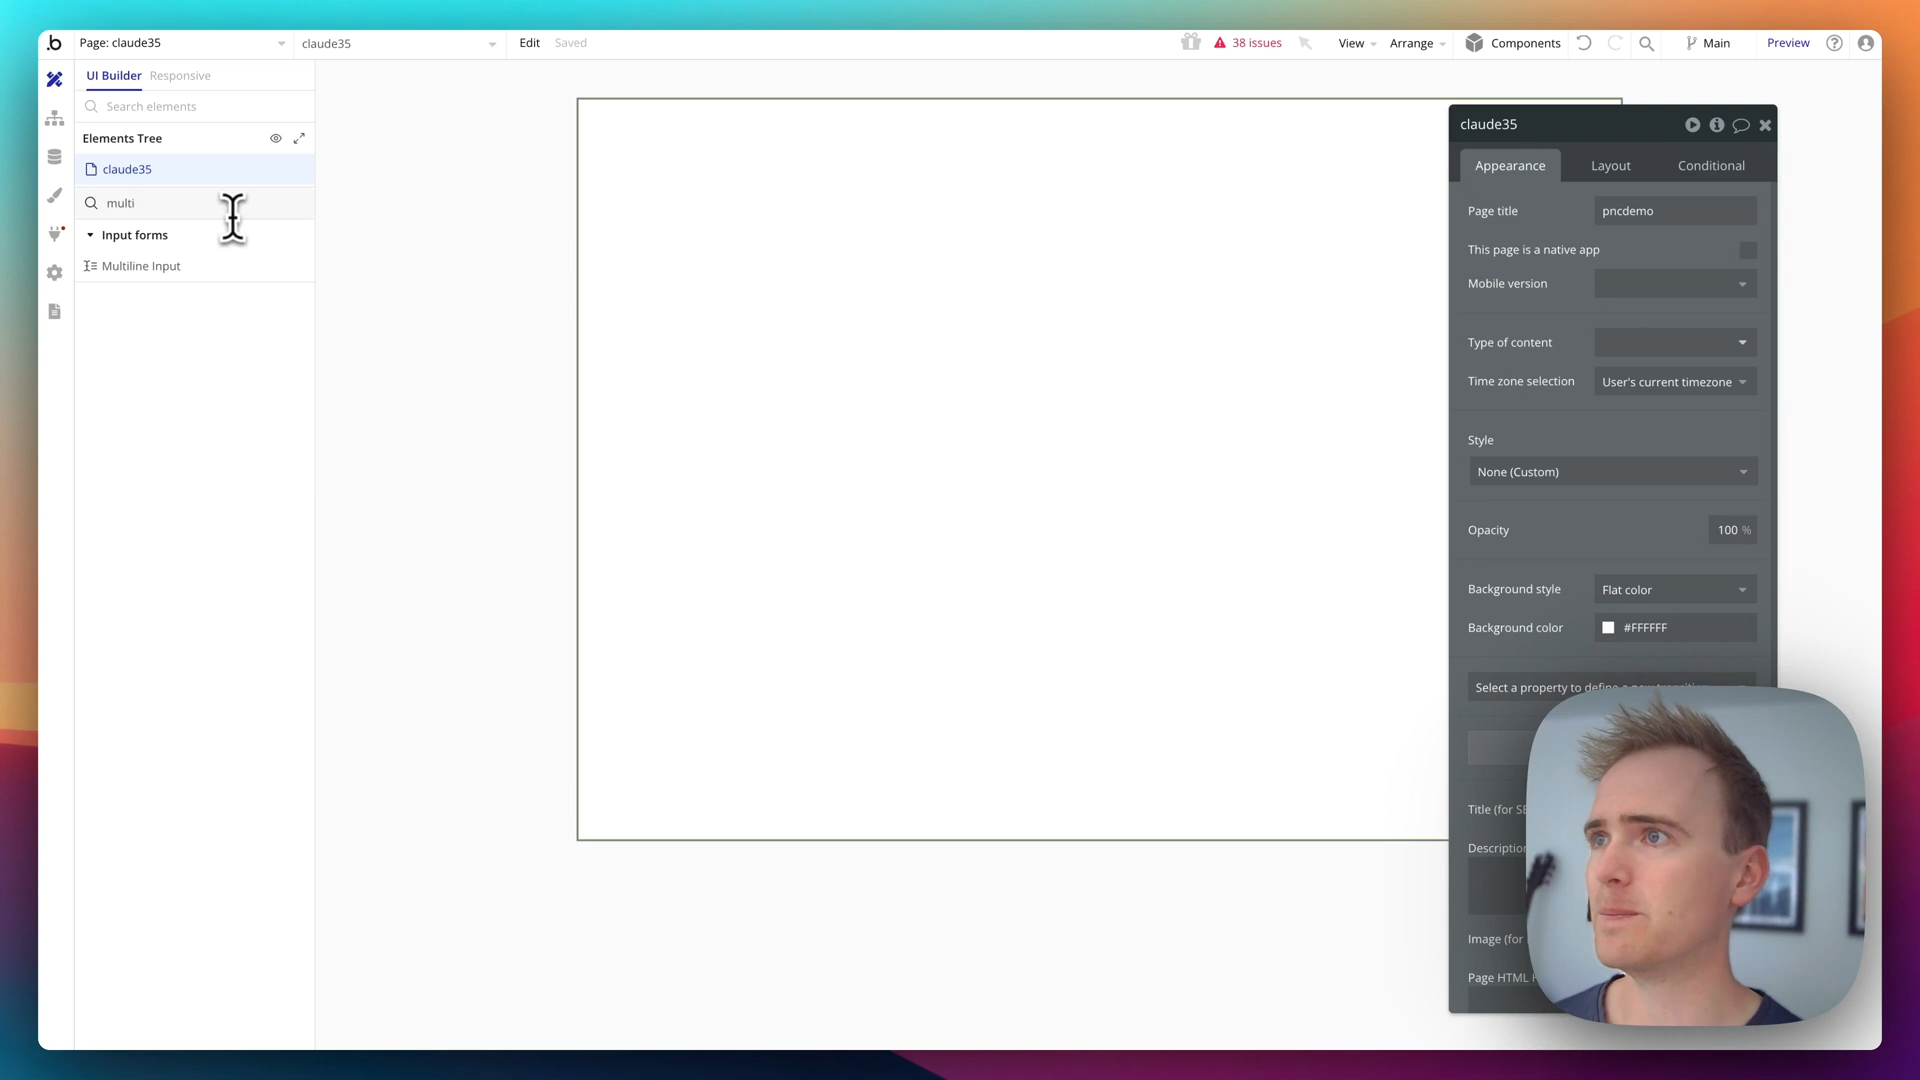 .b Page: claude35 claude35 Edit Saved 38 issues View Arrange Components Main Preview
UI Builder Responsive
Search elements
Elements Tree
claude35
multi
Input forms
Multiline Input
claude35
Appearance Layout Conditional
Page title pncdemo
This page is a native app
Mobile version
Type of content
Time zone selection User's current timezone
Style
None (Custom)
Opacity 100 %
Background style Flat color
Background color #FFFFFF
Select a property to define a new
Title (for SE
Description
Image (for
Page HTML